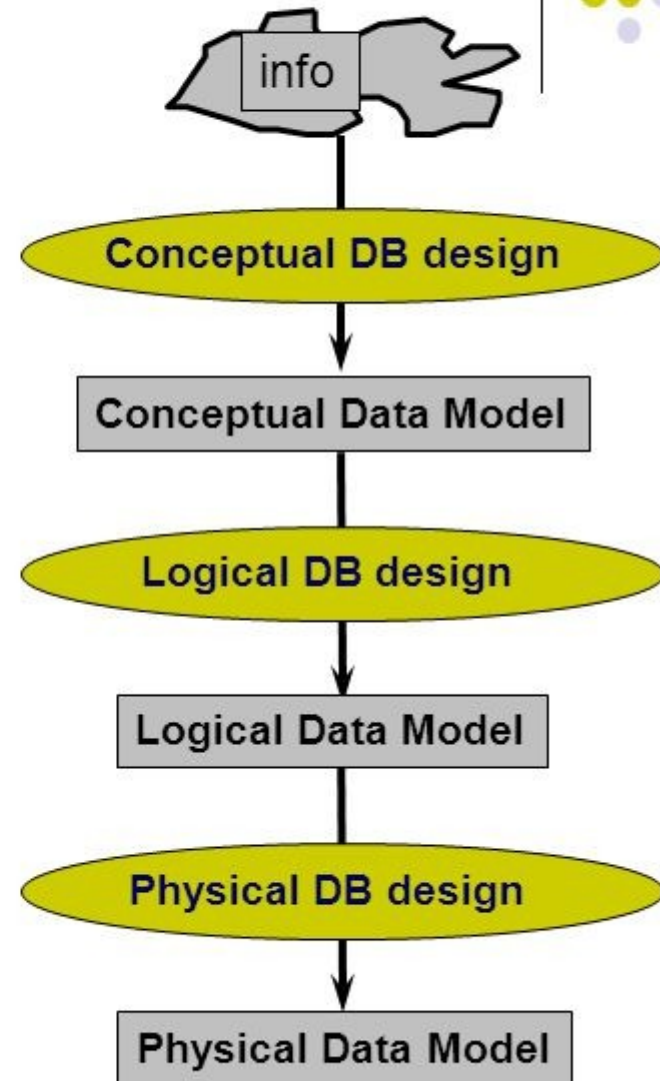 info
Conceptual DB design
Conceptual Data Model
Logical DB design
Logical Data Model
Physical DB design
Physical Data Model